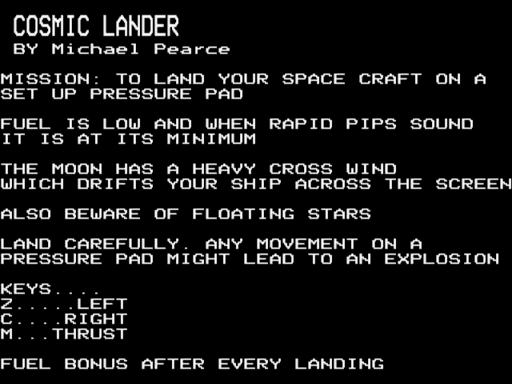 COSMIC LANDER
BY Michael Pearce
MISSION: TO LAND YOUR SPACE CRAFT ON A
SET UP PRESSURE PAD
FUEL IS LOW AND WHEN RAPID PIPS SOUND
IT IS AT ITS MINIMUM
THE MOON HAS A HEAVY CROSS WIND
WHICH DRIFTS YOUR SHIP ACROSS THE SCREEN
ALSO BEWARE OF FLOATING STARS
LAND CAREFULLY. ANY MOVEMENT ON A
PRESSURE PAD MIGHT LEAD TO AN EXPLOSION
KEYS....
Z.....LEFT
C....RIGHT
M...THRUST
FUEL BONUS AFTER EVERY LANDING